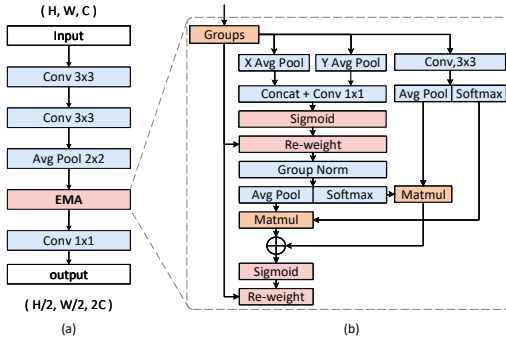 ( H, W, C )
Input
Conv 3x3
Conv 3x3
Avg Pool 2x2
EMA
Conv 1x1
output
( H/2, W/2, 2C )
(a)
Groups
X Avg Pool
Y Avg Pool
Conv,3x3
Concat + Conv 1x1
Avg Pool
Softmax
Sigmoid
Re-weight
Group Norm
Avg Pool
Softmax
Matmul
Matmul
Sigmoid
Re-weight
(b)